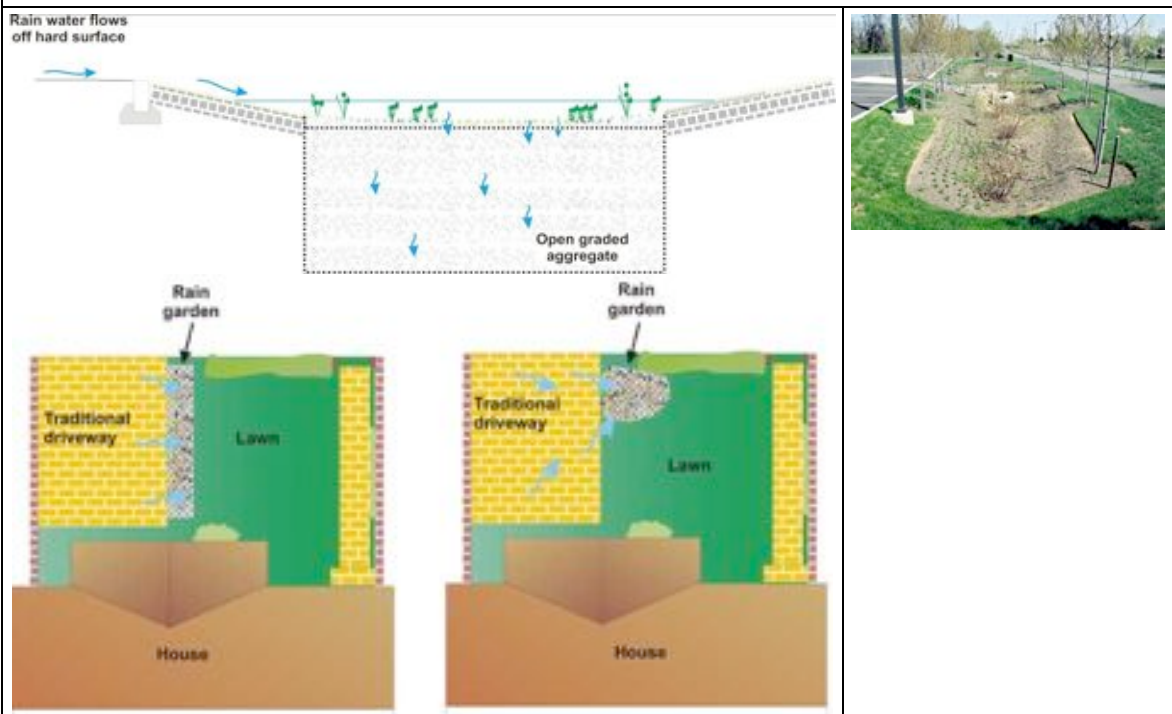 Rain water flows
off hard surface
Open graded
aggregate
Rain
garden
Traditional
driveway
Lawn
House
Rain
garden
Traditional
driveway
Lawn
House